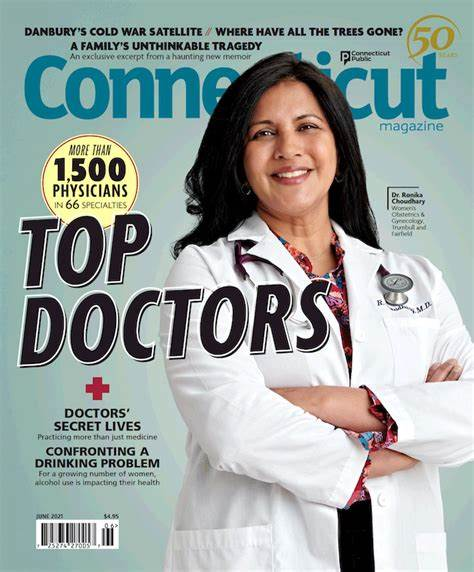 DANBURY'S COLD WAR SATELLITE // WHERE HAVE ALL THE TREES GONE?
A FAMILY'S UNTHINKABLE TRAGEDY
An exclusive excerpt from a haunting new memoir
Connecticut
Public
50
YEARS
Connecticut
magazine
MORE THAN
1,500
PHYSICIANS
IN 66 SPECIALTIES
Dr. Ronika
Choudhary
Women's
Obstetrics &
Gynecology,
Trumbull and
Fairfield
TOP
DOCTORS
DOCTORS'
SECRET LIVES
Practicing more than just medicine
CONFRONTING A
DRINKING PROBLEM
For a growing number of women,
alcohol use is impacting their health
JUNE 2021 $4.95
06